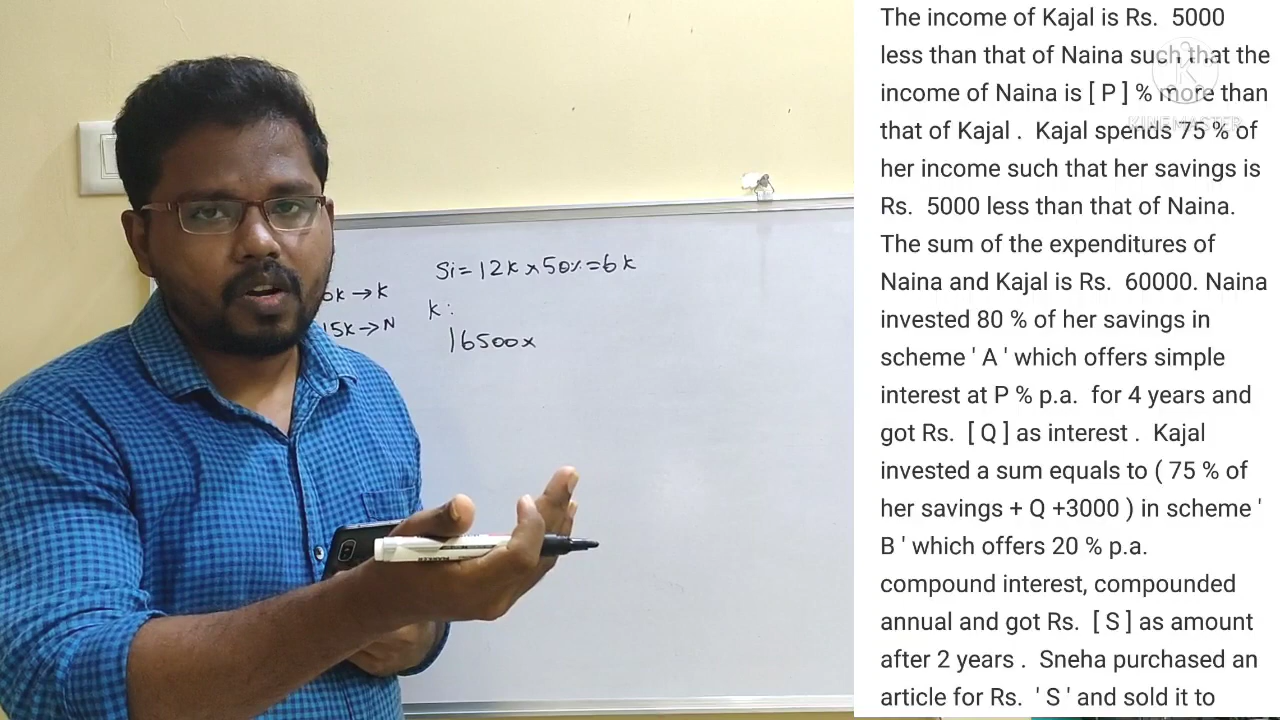 The income of Kajal is Rs. 5000
less than that of Naina such that the
income of Naina is [ P ] % more than
that of Kajal . Kajal spends 75 % of
her income such that her savings is
Rs. 5000 less than that of Naina.
The sum of the expenditures of
Naina and Kajal is Rs. 60000. Naina
invested 80 % of her savings in
scheme ' A ' which offers simple
interest at P % p.a. for 4 years and
got Rs. [ Q ] as interest . Kajal
invested a sum equals to ( 75 % of
her savings + Q +3000 ) in scheme '
B ' which offers 20 % p.a.
compound interest, compounded
annual and got Rs. [ S ] as amount
after 2 years . Sneha purchased an
article for Rs. ' S ' and sold it to
KINEMASTER
Si = 12k × 50% = 6k
k → K
15k → N
k :
16500 x